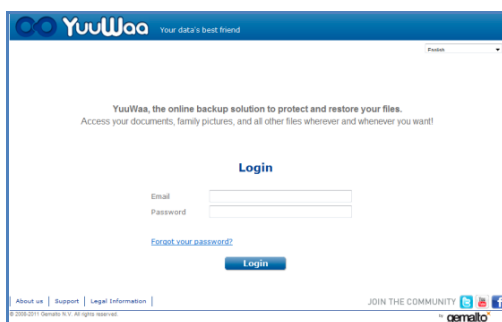 YuuWaa Your data's best friend
English
YuuWaa, the online backup solution to protect and restore your files.
Access your documents, family pictures, and all other files wherever and whenever you want!
Login
Email
Password
Forgot your password?
Login
About us | Support | Legal Information |
JOIN THE COMMUNITY
© 2009-2011 Gemalto N.V. All rights reserved.
by gemalto